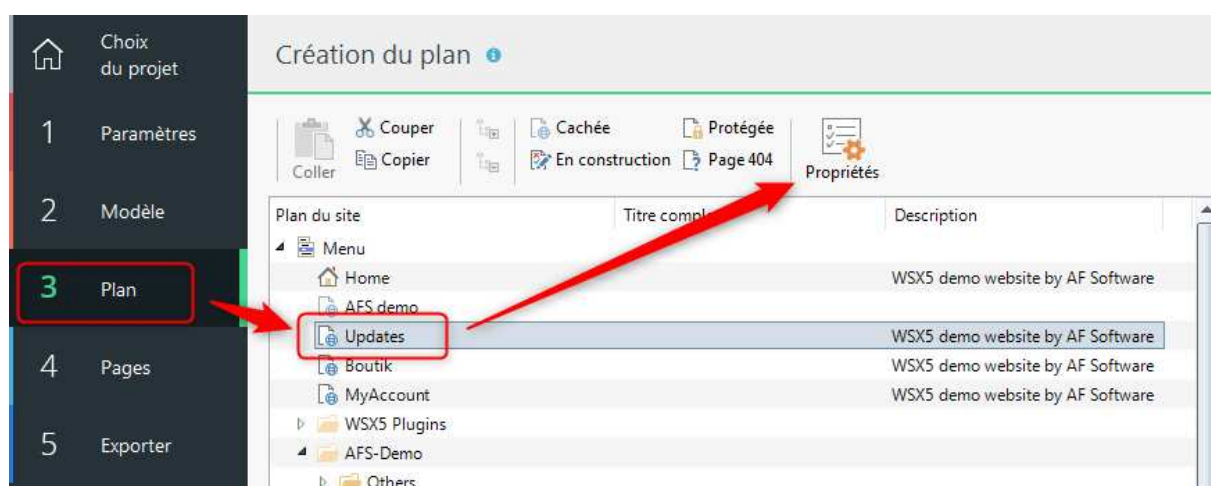 Choix
du projet
1 Paramètres
2 Modèle
3 Plan
4 Pages
5 Exporter
Création du plan
Coller
Couper
Copier
Cachée
En construction
Protégée
Page 404
Propriétés
Plan du site Titre Description
Menu
Home WSX5 demo website by AF Software
AFS demo
Updates WSX5 demo website by AF Software
Boutik WSX5 demo website by AF Software
MyAccount WSX5 demo website by AF Software
WSX5 Plugins
AFS-Demo
Others